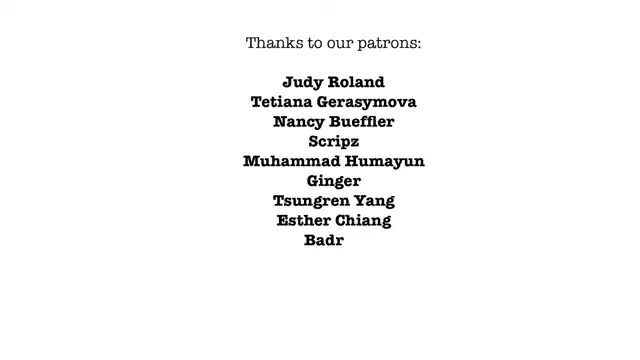 Thanks to our patrons:
Judy Roland
Tetiana Gerasymova
Nancy Bueffler
Scripz
Muhammad Humayun
Ginger
Tsungren Yang
Esther Chiang
Badr